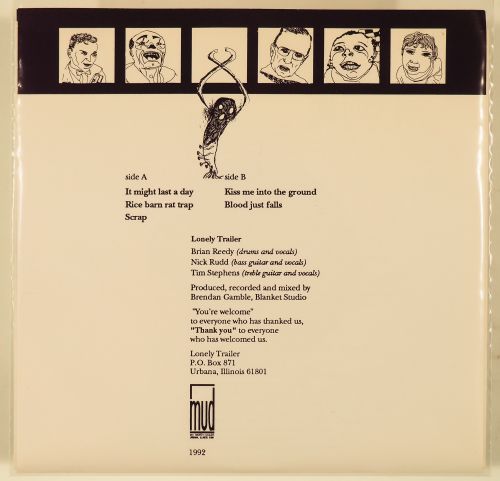 side A
It might last a day
Rice barn rat trap
Scrap
side B
Kiss me into the ground
Blood just falls
Lonely Trailer
Brian Reedy (drums and vocals)
Nick Rudd (bass guitar and vocals)
Tim Stephens (treble guitar and vocals)
Produced, recorded and mixed by
Brendan Gamble, Blanket Studio
"You're welcome"
to everyone who has thanked us,
"Thank you" to everyone
who has welcomed us.
Lonely Trailer
P.O. Box 871
Urbana, Illinois 61801
mud
1992